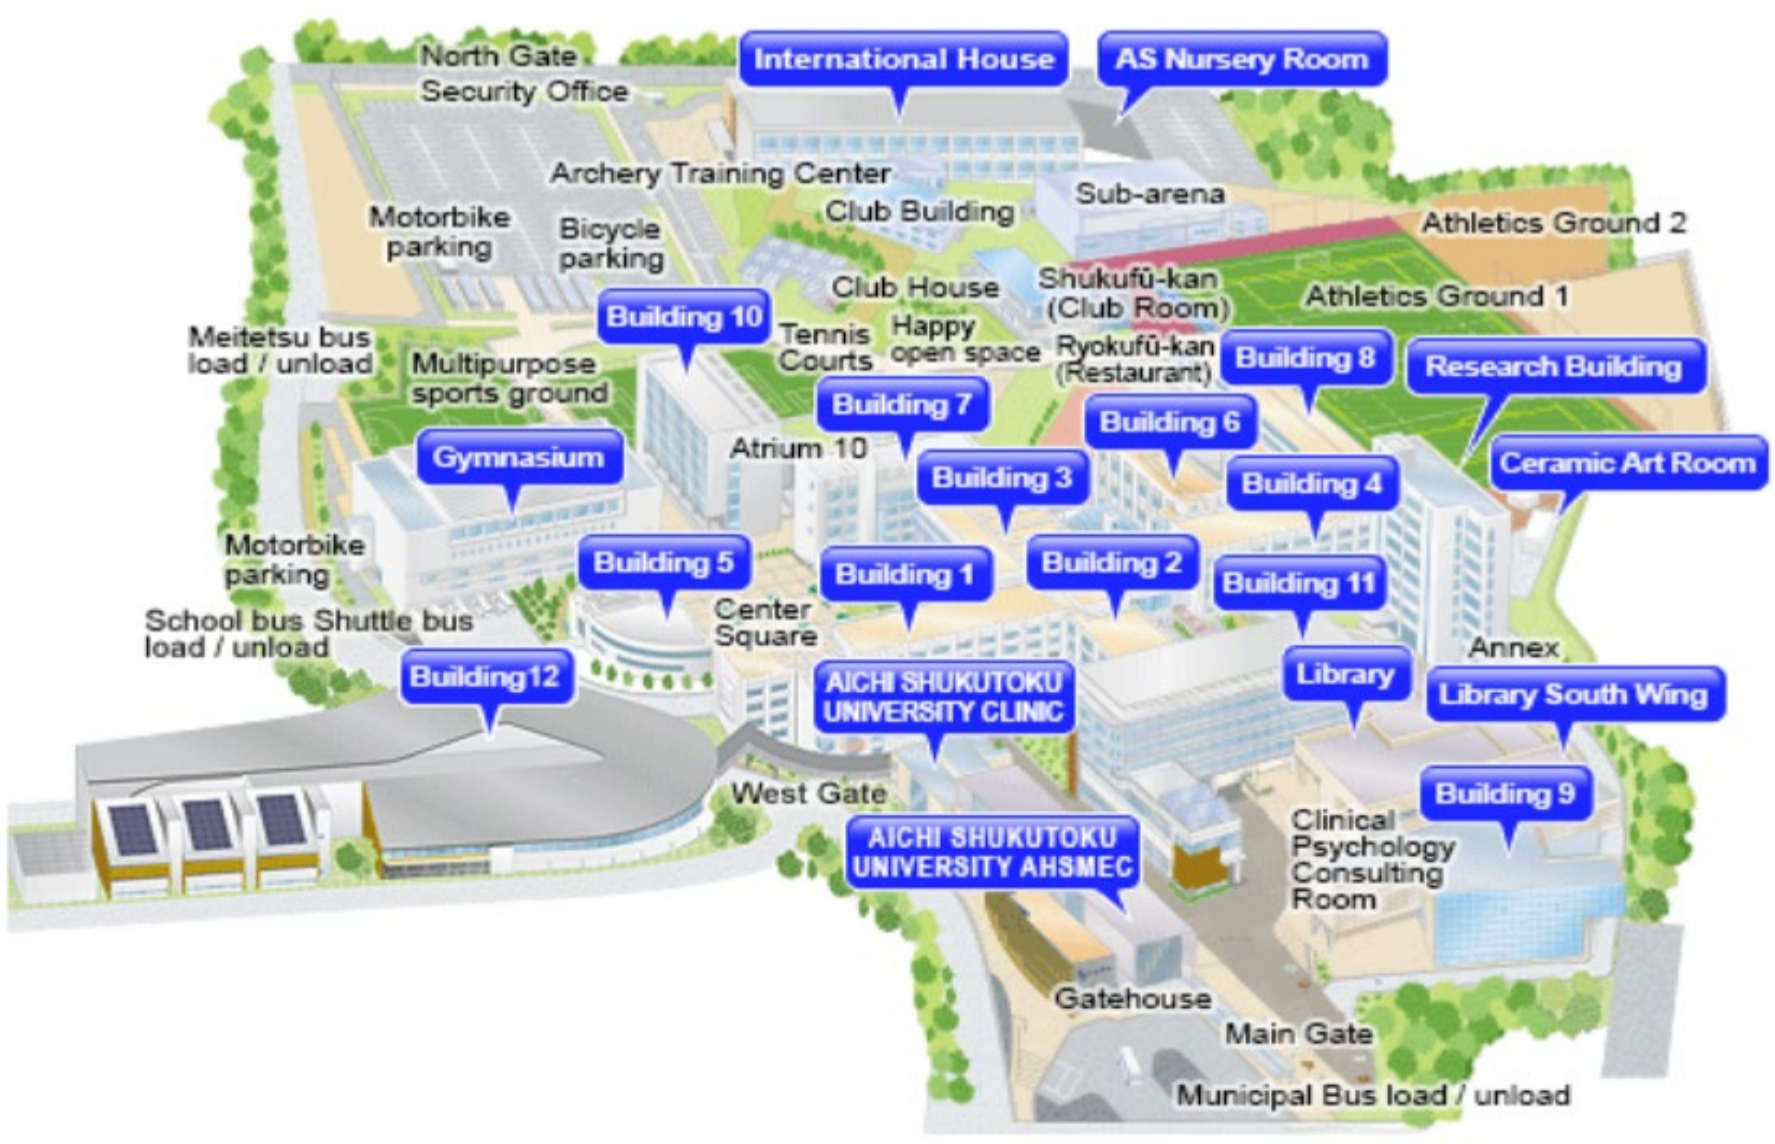 North Gate
Security Office
International House
AS Nursery Room
Archery Training Center
Club Building
Sub-arena
Athletics Ground 2
Motorbike
parking
Bicycle
parking
Club House
Shukufū-kan
(Club Room)
Athletics Ground 1
Meitetsu bus
load / unload
Building 10
Tennis
Courts
Happy
open space
Ryokufū-kan
(Restaurant)
Building 8
Research Building
Multipurpose
sports ground
Building 7
Building 6
Gymnasium
Atrium 10
Building 3
Building 4
Ceramic Art Room
Motorbike
parking
Building 5
Building 1
Building 2
Building 11
School bus Shuttle bus
load / unload
Center
Square
Annex
Building12
AICHI SHUKUTOKU
UNIVERSITY CLINIC
Library
Library South Wing
West Gate
Building 9
AICHI SHUKUTOKU
UNIVERSITY AHSMEC
Clinical
Psychology
Consulting
Room
Gatehouse
Main Gate
Municipal Bus load / unload